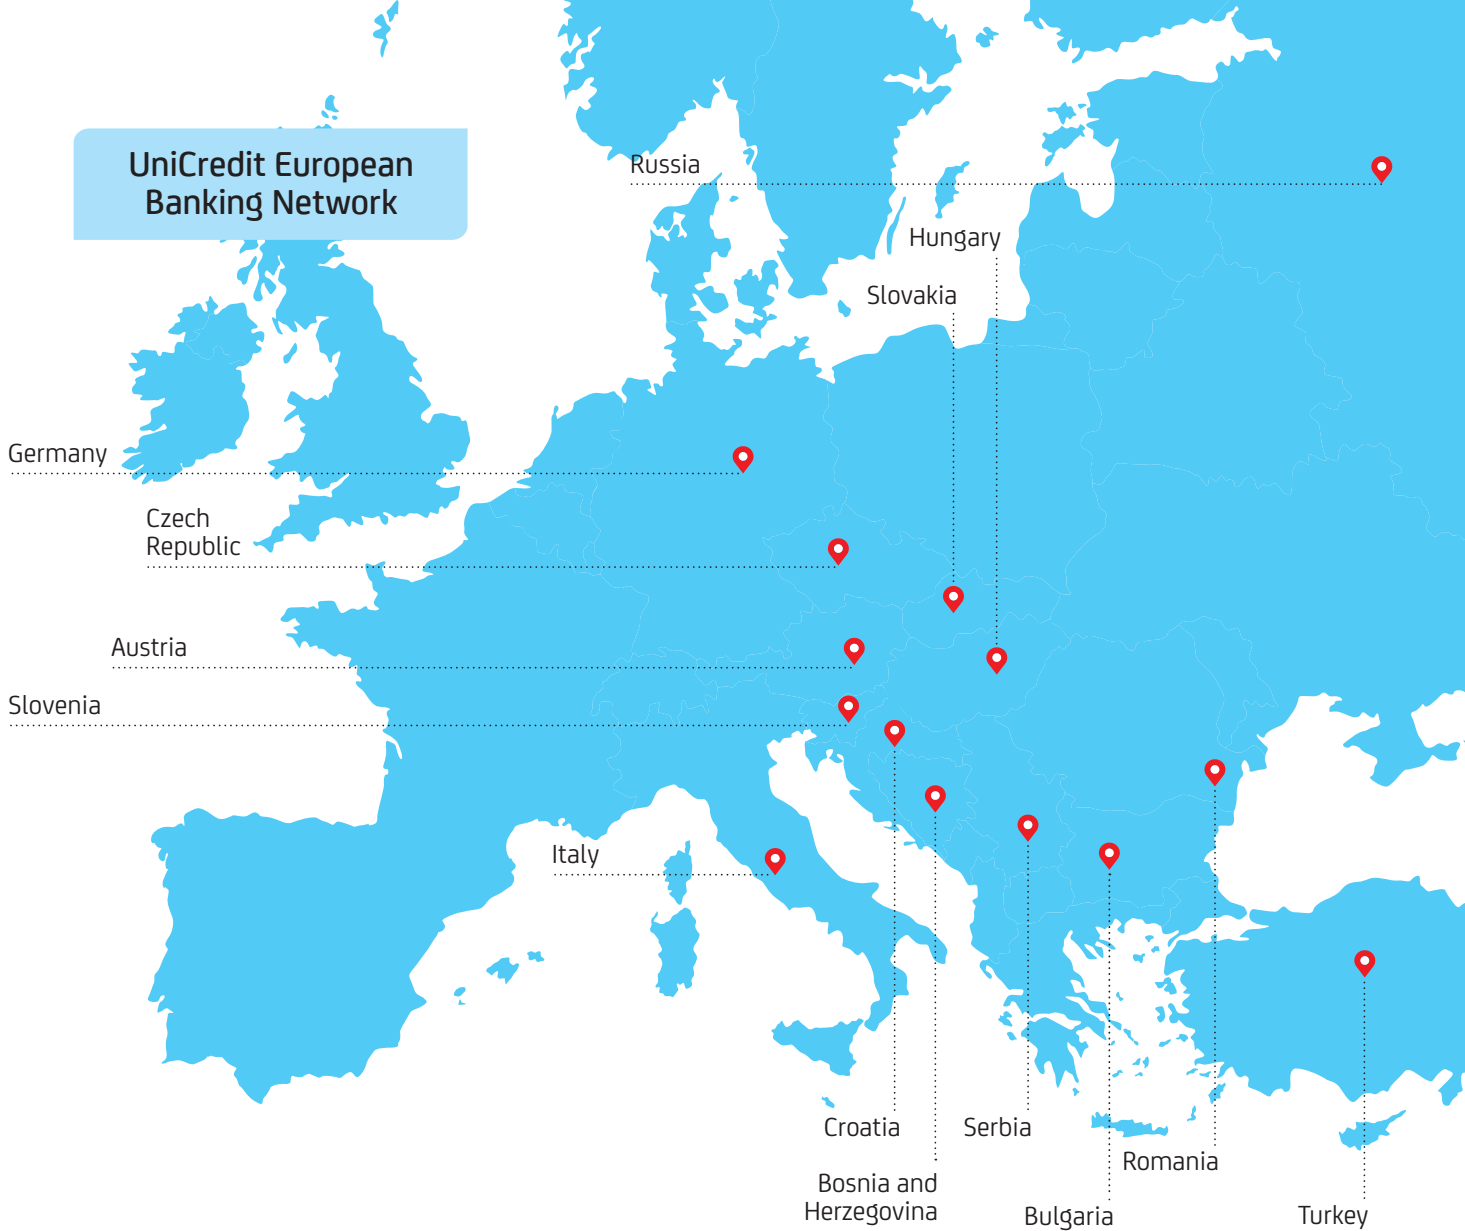 UniCredit European
Banking Network
Russia
Hungary
Slovakia
Germany
Czech
Republic
Austria
Slovenia
Italy
Croatia
Serbia
Bosnia and
Herzegovina
Romania
Bulgaria
Turkey